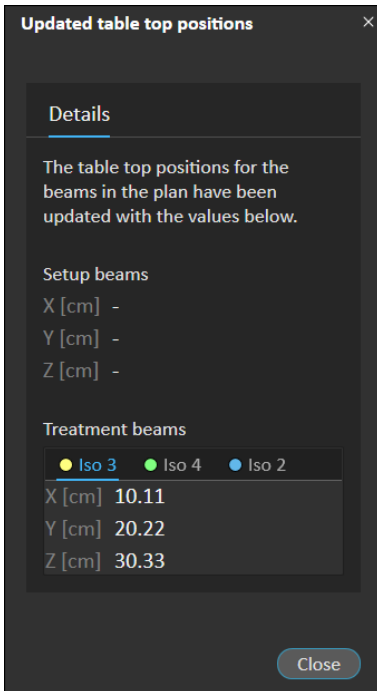 Updated table top positions ×
Details
The table top positions for the
beams in the plan have been
updated with the values below.
Setup beams
X [cm] -
Y [cm] -
Z [cm] -
Treatment beams
Iso 3 Iso 4 Iso 2
X [cm] 10.11
Y [cm] 20.22
Z [cm] 30.33
Close